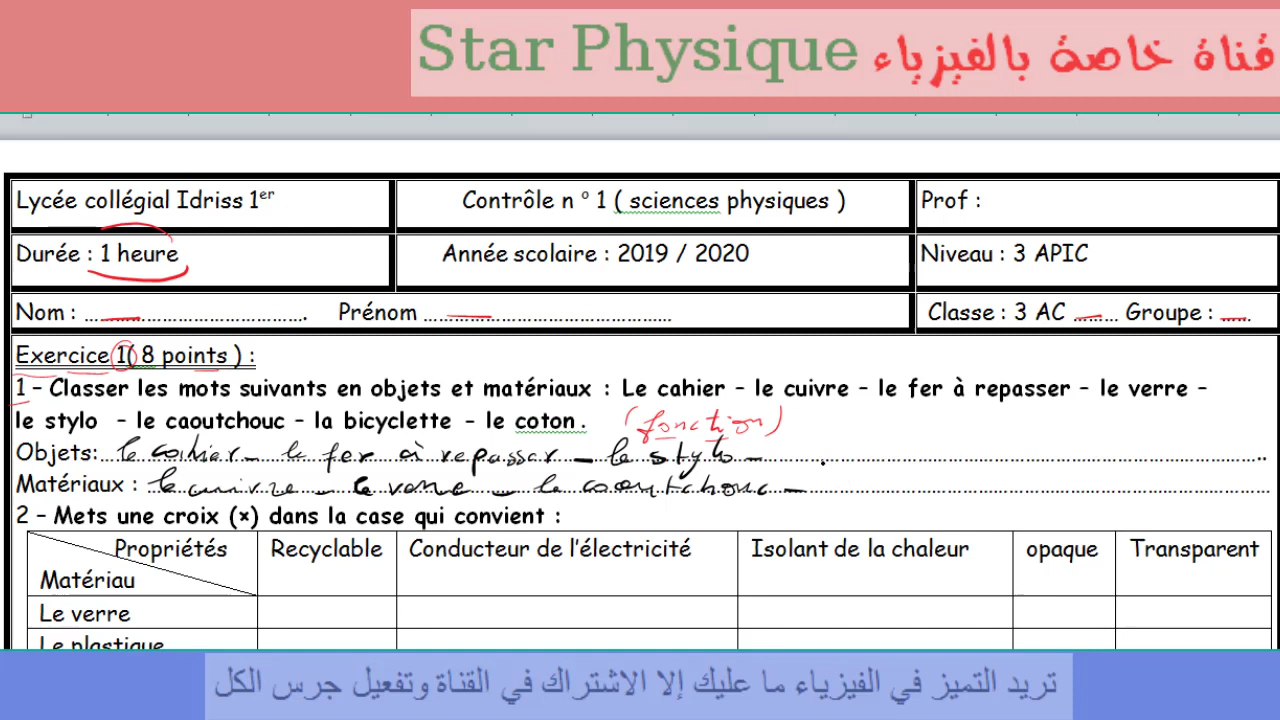 Star Physique قناة خاصة بالفيزياء
Lycée collégial Idriss 1er
Contrôle n ° 1 ( sciences physiques )
Prof :
Durée : 1 heure
Année scolaire : 2019 / 2020
Niveau : 3 APIC
Nom : ................................. Prénom .......................................
Classe : 3 AC ........ Groupe : ......
Exercice 1( 8 points ) :
1 – Classer les mots suivants en objets et matériaux : Le cahier – le cuivre – le fer à repasser – le verre –
le stylo – le caoutchouc – la bicyclette – le coton . (fonction)
Objets:... le cahier – le fer à repasser – le stylo –
Matériaux : le cuivre – le verre – le caoutchouc –
2 – Mets une croix (×) dans la case qui convient :
Propriétés
Matériau
Recyclable
Conducteur de l’électricité
Isolant de la chaleur
opaque
Transparent
Le verre
Le plastique
تريد التميز في الفيزياء ما عليك إلا الاشتراك في القناة وتفعيل جرس الكل